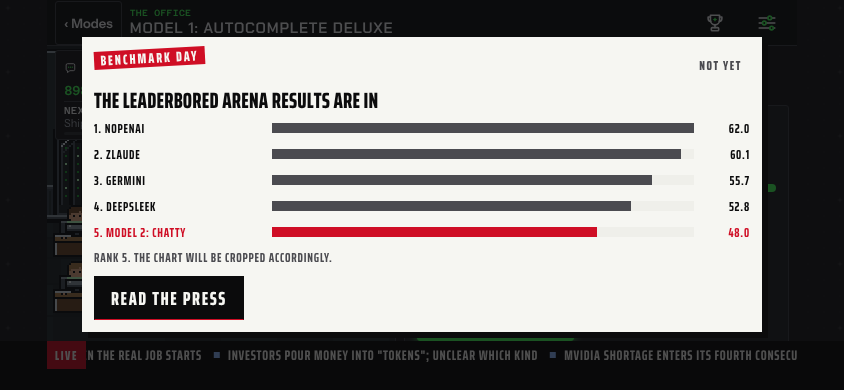 ‹ Modes
THE OFFICE
MODEL 1: AUTOCOMPLETE DELUXE
BENCHMARK DAY
NOT YET
THE LEADERBORED ARENA RESULTS ARE IN
1. NOPENAI 62.0
2. ZLAUDE 60.1
3. GERMINI 55.7
4. DEEPSLEEK 52.8
5. MODEL 2: CHATTY 48.0
RANK 5. THE CHART WILL BE CROPPED ACCORDINGLY.
READ THE PRESS
LIVE N THE REAL JOB STARTS ■ INVESTORS POUR MONEY INTO "TOKENS"; UNCLEAR WHICH KIND ■ MVIDIA SHORTAGE ENTERS ITS FOURTH CONSECU